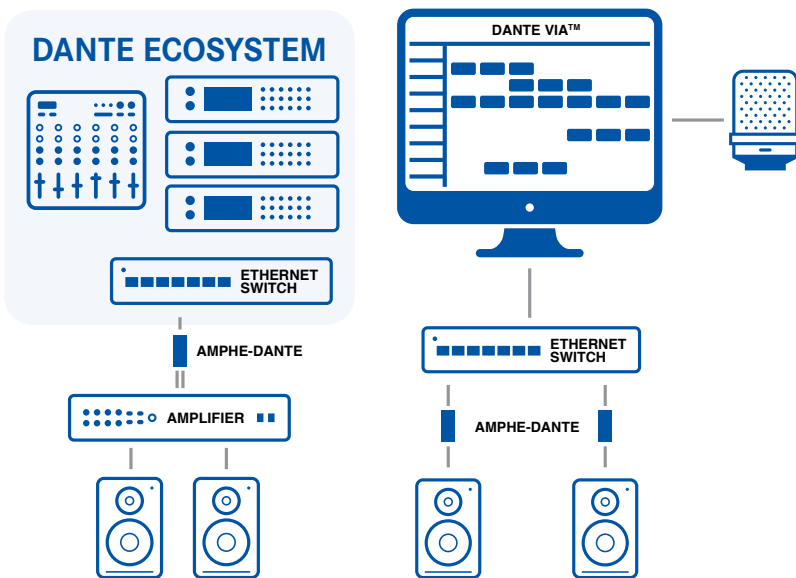 DANTE ECOSYSTEM
ETHERNET
SWITCH
AMPHE-DANTE
AMPLIFIER
DANTE VIA™
ETHERNET
SWITCH
AMPHE-DANTE